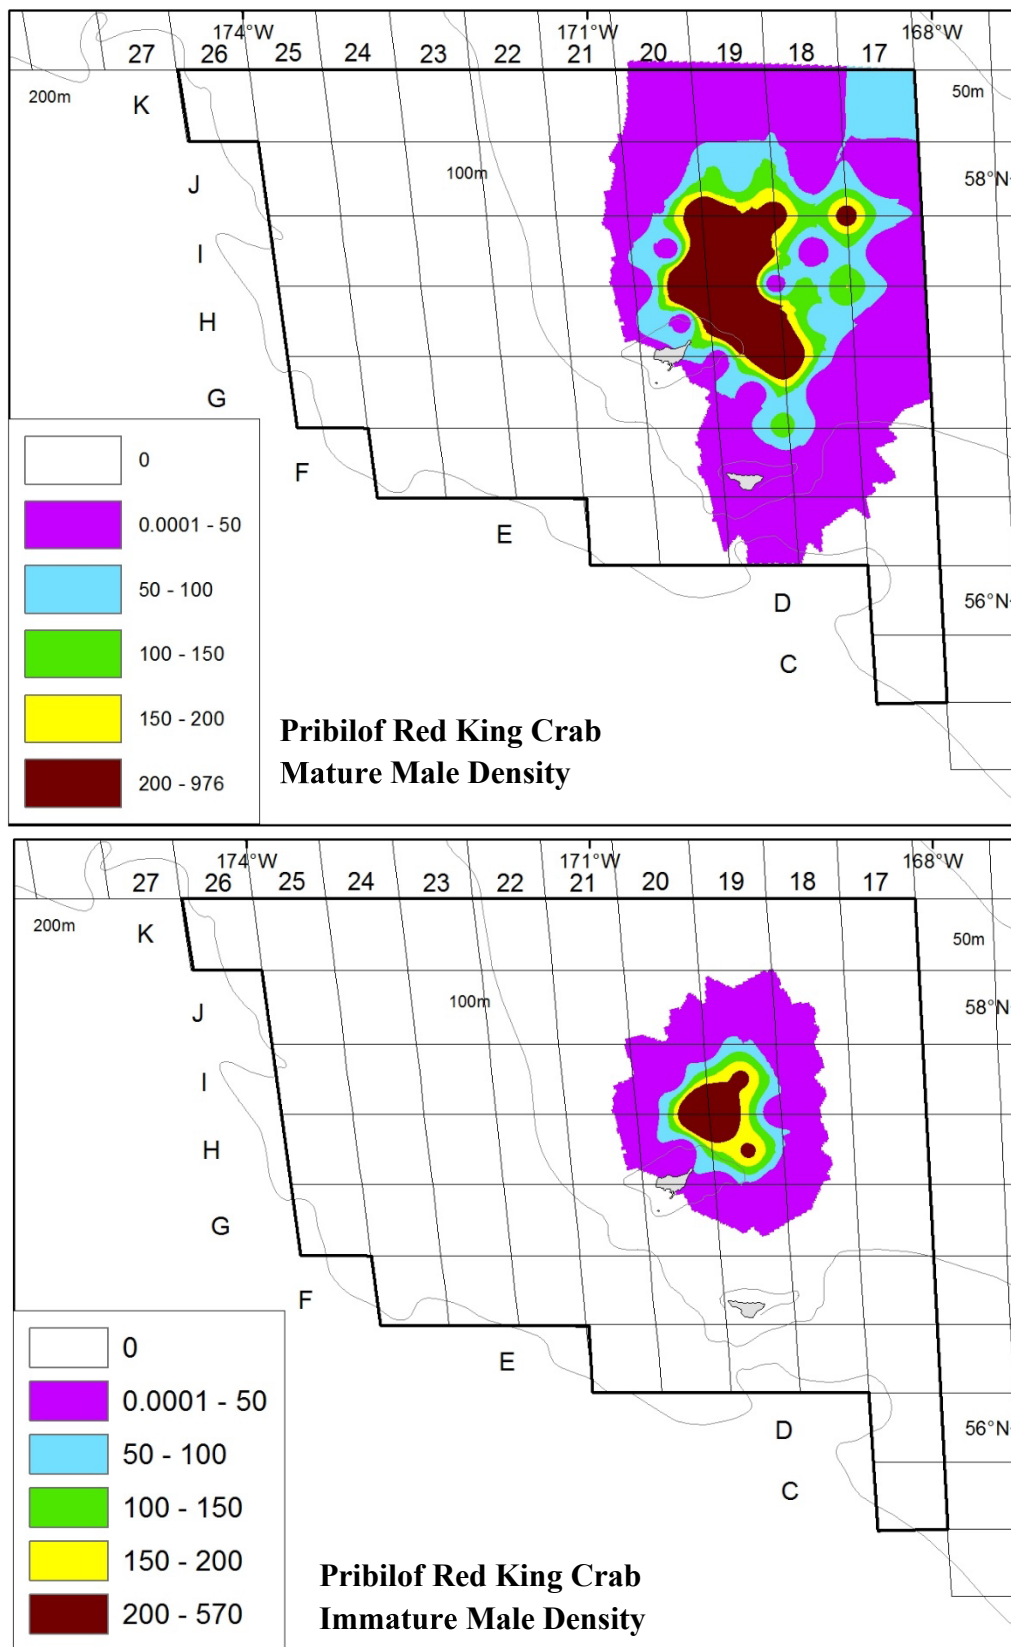 174°W 171°W 168°W
27 26 25 24 23 22 21 20 19 18 17
200m K 50m
J 100m 58°N
I
H
G
F
E
D 56°N
C
0
0.0001 - 50
50 - 100
100 - 150
150 - 200
200 - 976
Pribilof Red King Crab
Mature Male Density
174°W 171°W 168°W
27 26 25 24 23 22 21 20 19 18 17
200m K 50m
J 100m 58°N
I
H
G
F
E
D 56°N
C
0
0.0001 - 50
50 - 100
100 - 150
150 - 200
200 - 570
Pribilof Red King Crab
Immature Male Density